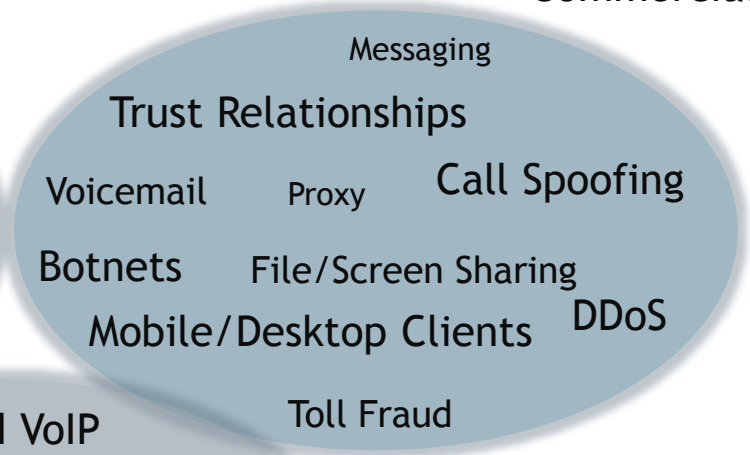 Messaging
Trust Relationships
Voicemail Proxy Call Spoofing
Botnets File/Screen Sharing
Mobile/Desktop Clients DDoS
Toll Fraud
VoIP